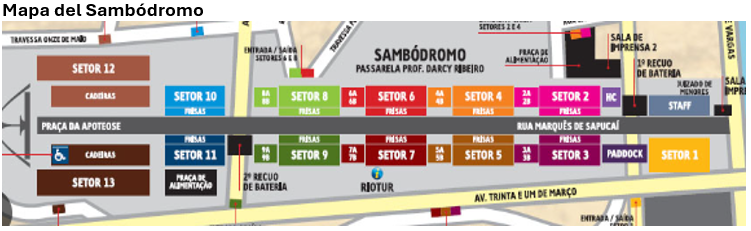 Mapa del Sambódromo
TRAVESSA ONZE DE MAIO
ENTRADA / SAÍDA
SETORES 6 E 8
TRAVESSA
SETORES 2 E 4
SAMBÓDROMO
PASSARELA PROF. DARCY RIBEIRO
PRAÇA DE
ALIMENTAÇÃO
SALA DE
IMPRENSA 2
1º RECUO
DE BATERIA
VARGAS
JUIZADO DE
MENORES
SALA
SETOR 12
CADEIRAS
SETOR 10
FRISAS
8A
8B
SETOR 8
FRISAS
6A
6B
SETOR 6
FRISAS
4A
4B
SETOR 4
FRISAS
2A
2B
SETOR 2
FRISAS
HC
STAFF
PRAÇA DA APOTEOSE
RUA MARQUÊS DE SAPUCAÍ
CADEIRAS
FRISAS
SETOR 11
9A
9B
FRISAS
SETOR 9
7A
7B
FRISAS
SETOR 7
5A
5B
FRISAS
SETOR 5
3A
3B
FRISAS
SETOR 3
PADDOCK
SETOR 1
SETOR 13
PRAÇA DE
ALIMENTAÇÃO
2º RECUO
DE BATERIA
i
RIOTUR
AV. TRINTA E UM DE MARÇO
ENTRADA / SAÍDA